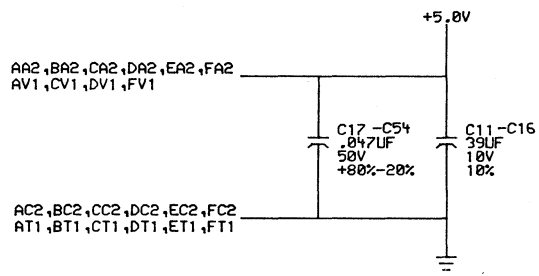 +5.0V
AA2,BA2,CA2,DA2,EA2,FA2
AV1,CV1,DV1,FV1
C17-C54
.047UF
50V
+80%-20%
C11-C16
39UF
10V
10%
AC2,BC2,CC2,DC2,EC2,FC2
AT1,BT1,CT1,DT1,ET1,FT1